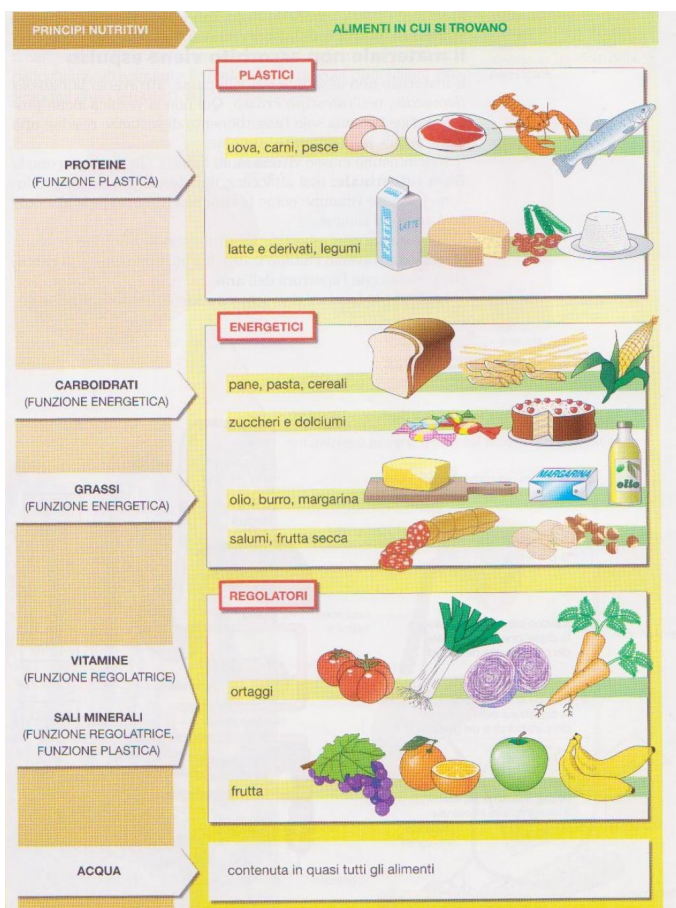 PRINCIPI NUTRITIVI
ALIMENTI IN CUI SI TROVANO
PLASTICI
uova, carni, pesce
PROTEINE
(FUNZIONE PLASTICA)
LATTE
latte e derivati, legumi
ENERGETICI
pane, pasta, cereali
CARBOIDRATI
(FUNZIONE ENERGETICA)
zuccheri e dolciumi
GRASSI
(FUNZIONE ENERGETICA)
MARGARINA
olio
olio, burro, margarina
salumi, frutta secca
REGOLATORI
VITAMINE
(FUNZIONE REGOLATRICE)
ortaggi
SALI MINERALI
(FUNZIONE REGOLATRICE,
FUNZIONE PLASTICA)
frutta
ACQUA
contenuta in quasi tutti gli alimenti